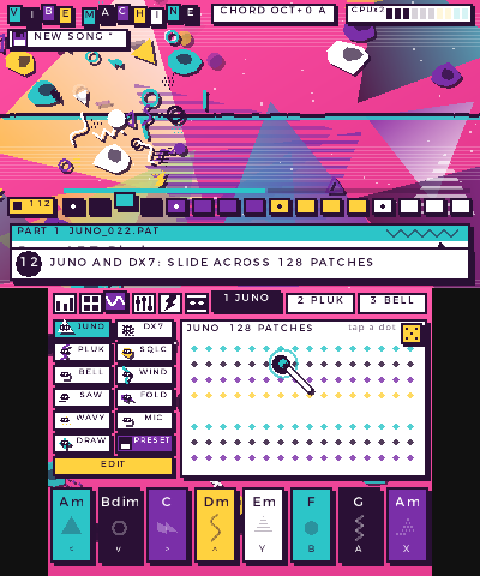 VIBE MACHINE
CHORD OCT+0 A
CPU
NEW SONG *
112
PART 1 JUNO_022.PAT
12 JUNO AND DX7: SLIDE ACROSS 128 PATCHES
1 JUNO
2 PLUK
3 BELL
JUNO
DX7
PLUK
SQLC
BELL
WIND
SAW
FOLD
WAVY
MIC
DRAW
PRESET
EDIT
JUNO 128 PATCHES
tap a dot
Am Bdim C Dm Em F G Am
Y B A X